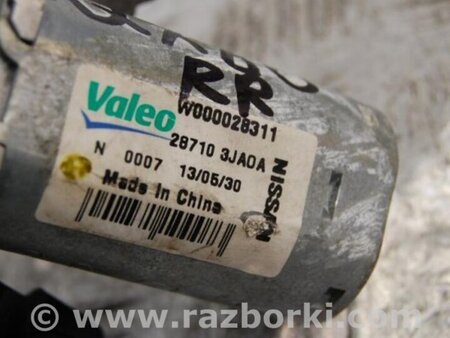 RR
Valeo
W000028311
28710 3JA0A
N 0007 13/05/30
Made In China
NISSAN
© www.razborki.com